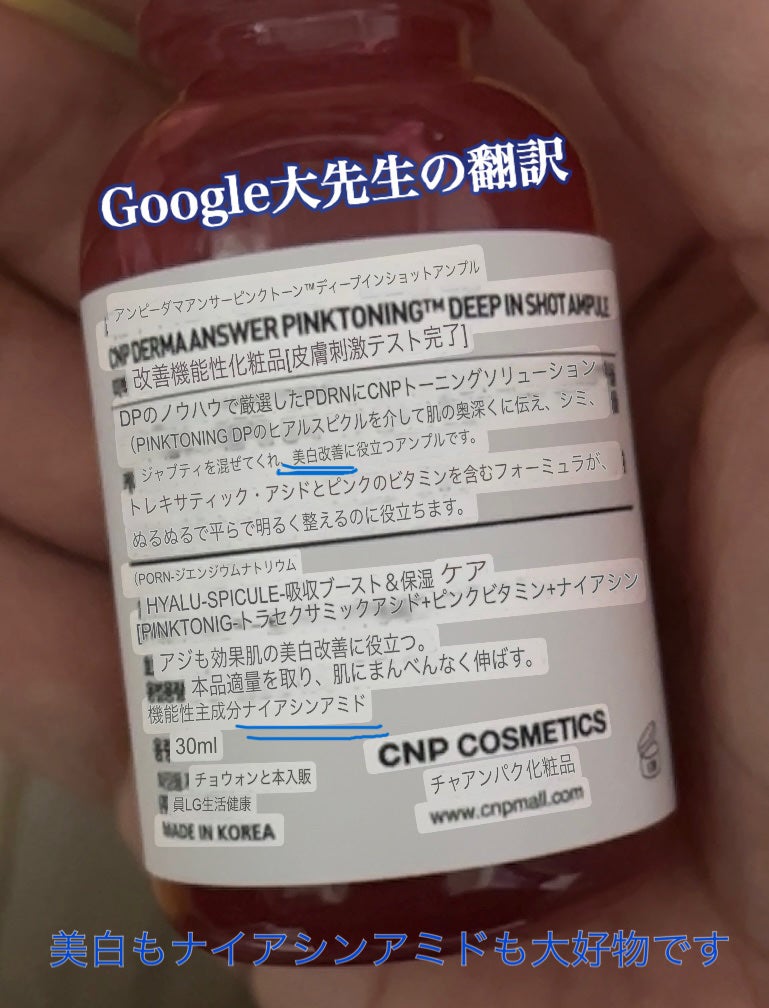 Google大先生の翻訳
アンピーダマアンサーピンクトーン™ディープインショットアンプル
CNP DERMA ANSWER PINKTONING™ DEEP IN SHOT AMPULE
改善機能性化粧品[皮膚刺激テスト完了]
DPのノウハウで厳選したPDRNにCNPトーニングソリューション
(PINKTONING DPのヒアルスピクルを介して肌の奥深くに伝え、シミ、
ジャプティを混ぜてくれ、美白改善に役立つアンプルです。
トレキサティック・アシドとピンクのビタミンを含むフォーミュラが、
ぬるぬるで平らで明るく整えるのに役立ちます。
(PORN-ジエンジウムナトリウム
HYALU-SPICULE-吸収ブースト＆保湿 ケア
[PINKTONIG-トラセクサミックアシド+ピンクビタミン+ナイアシン
アジも効果肌の美白改善に役立つ。
本品適量を取り、肌にまんべんなく伸ばす。
機能性主成分ナイアシンアミド
30ml
チョウォンと本入販
員LG生活健康
MADE IN KOREA
CNP COSMETICS
チャアンパク化粧品
www.cnpmall.com
美白もナイアシンアミドも大好物です